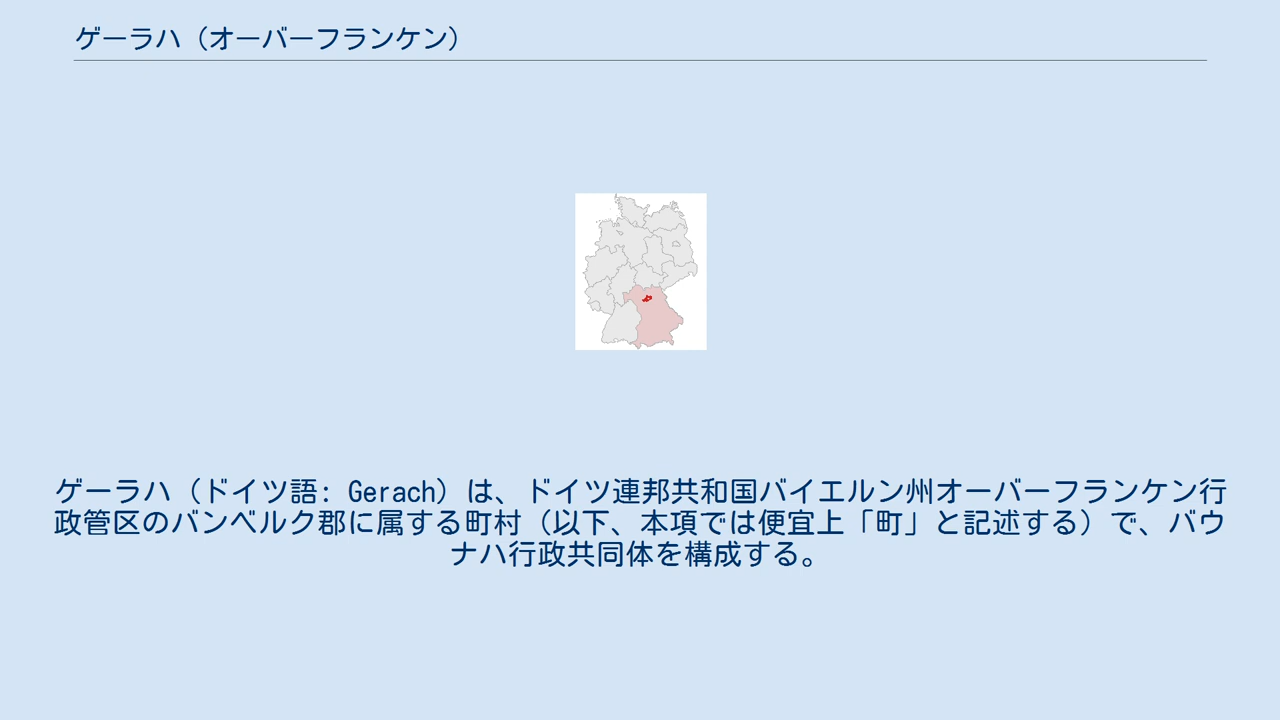 ゲーラハ（オーバーフランケン）
ゲーラハ（ドイツ語: Gerach）は、ドイツ連邦共和国バイエルン州オーバーフランケン行
政管区のバンベルク郡に属する町村（以下、本項では便宜上「町」と記述する）で、バウ
ナハ行政共同体を構成する。